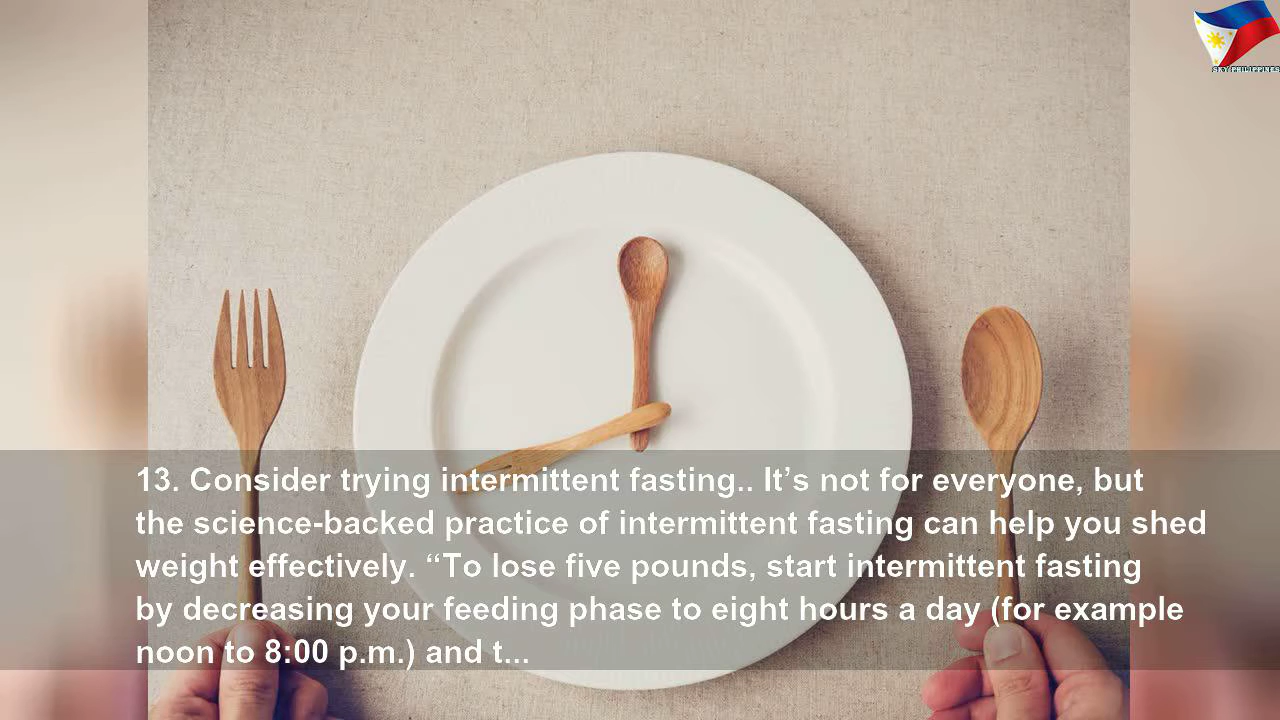 SKY PHILIPPINES
13. Consider trying intermittent fasting.. It’s not for everyone, but
the science-backed practice of intermittent fasting can help you shed
weight effectively. “To lose five pounds, start intermittent fasting
by decreasing your feeding phase to eight hours a day (for example
noon to 8:00 p.m.) and t...